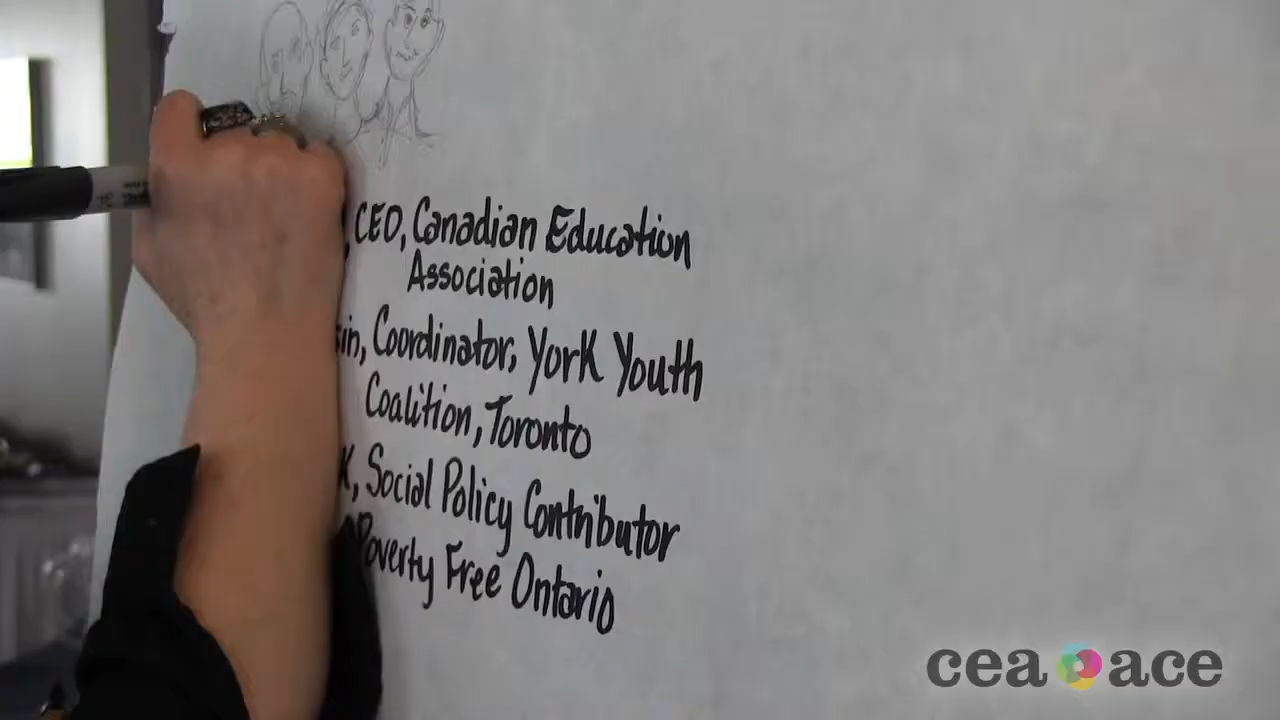 , CEO, Canadian Education
Association
sin, Coordinator, York Youth
Coalition, Toronto
k, Social Policy Contributor
Poverty Free Ontario
cea ace